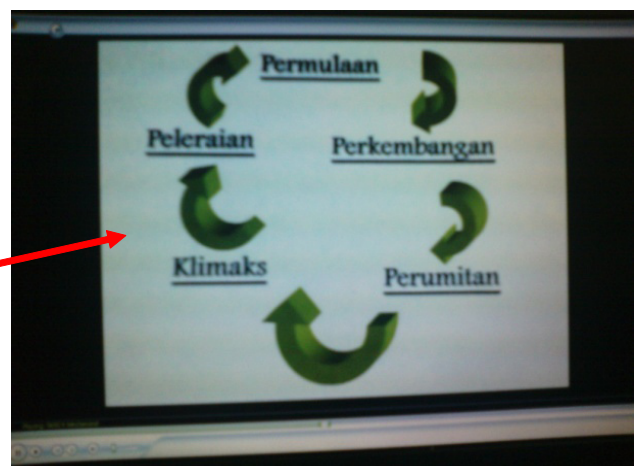 Permulaan
Peleraian
Perkembangan
Klimaks
Perumitan